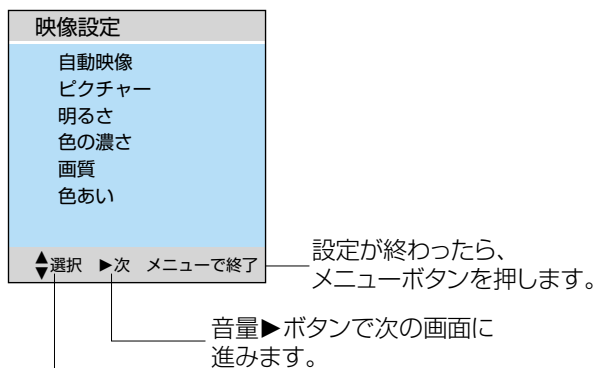 映像設定
自動映像
ピクチャー
明るさ
色の濃さ
画質
色あい
▲▼選択 ▶次 メニューで終了
設定が終わったら、
メニューボタンを押します。
音量▶ボタンで次の画面に
進みます。